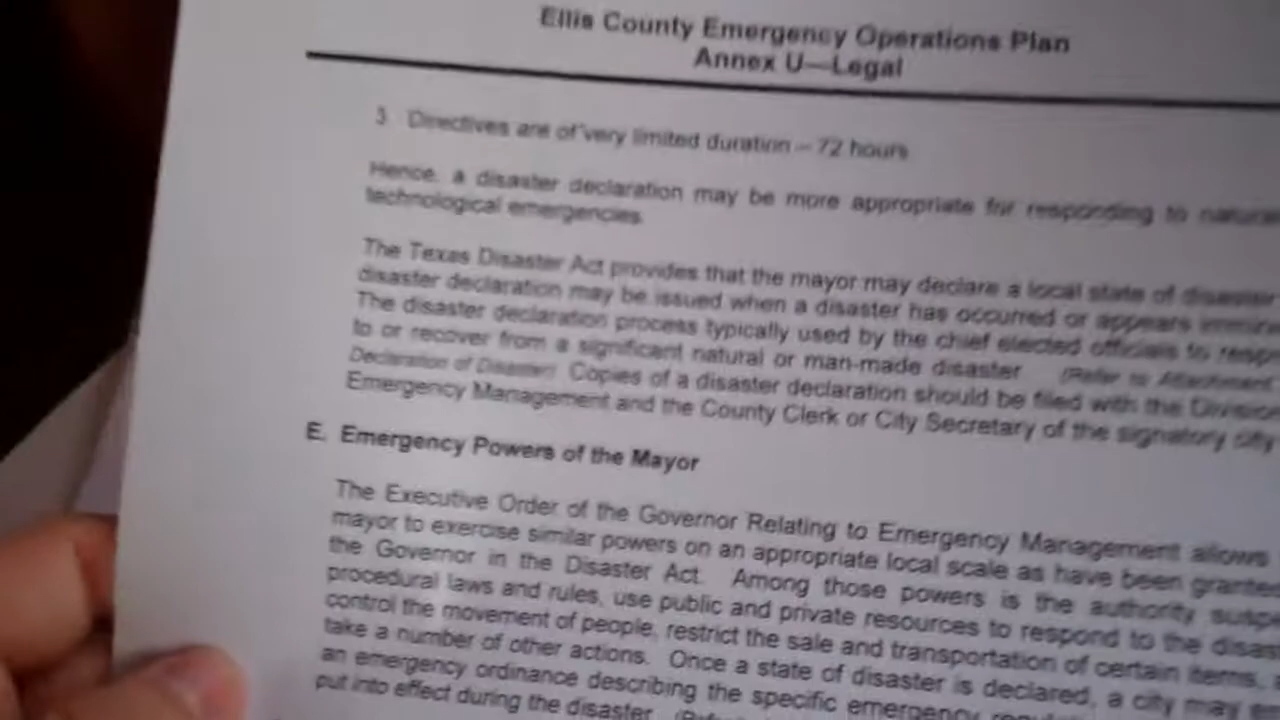 Ellis County Emergency Operations Plan
Annex U—Legal
3. Directives are of very limited duration – 72 hours
Hence, a disaster declaration may be more appropriate for responding to natural
technological emergencies.
The Texas Disaster Act provides that the mayor may declare a local state of disaster
disaster declaration may be issued when a disaster has occurred or appears
The disaster declaration process typically used by the chief elected officials to
to or recover from a significant natural or man-made disaster. (Refer to Attachment
Declaration of Disaster) Copies of a disaster declaration should be filed with the Division
Emergency Management and the County Clerk or City Secretary of the signatory city
E. Emergency Powers of the Mayor
The Executive Order of the Governor Relating to Emergency Management allows
mayor to exercise similar powers on an appropriate local scale as have been
the Governor in the Disaster Act. Among those powers is the authority
procedural laws and rules, use public and private resources to respond to the
control the movement of people, restrict the sale and transportation of certain items,
take a number of other actions. Once a state of disaster is declared, a city may
an emergency ordinance describing the specific emergency
put into effect during the disaster.